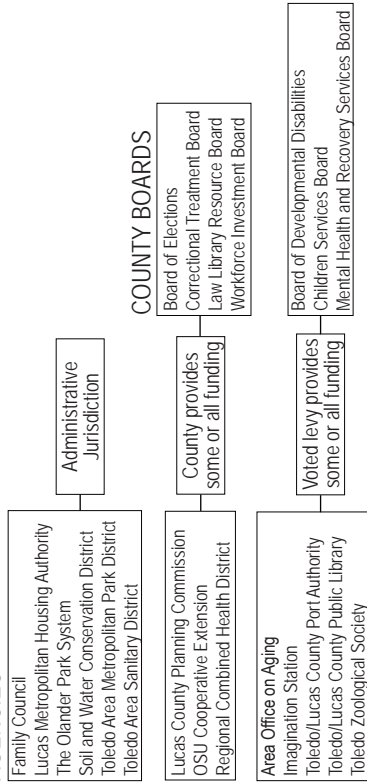 Family Council
Lucas Metropolitan Housing Authority
The Olander Park System
Soil and Water Conservation District
Toledo Area Metropolitan Park District
Toledo Area Sanitary District
Administrative
Jurisdiction
COUNTY BOARDS
Lucas County Planning Commission
OSU Cooperative Extension
Regional Combined Health District
County provides
some or all funding
Board of Elections
Correctional Treatment Board
Law Library Resource Board
Workforce Investment Board
Area Office on Aging
Imagination Station
Toledo/Lucas County Port Authority
Toledo/Lucas County Public Library
Toledo Zoological Society
Voted levy provides
some or all funding
Board of Developmental Disabilities
Children Services Board
Mental Health and Recovery Services Board